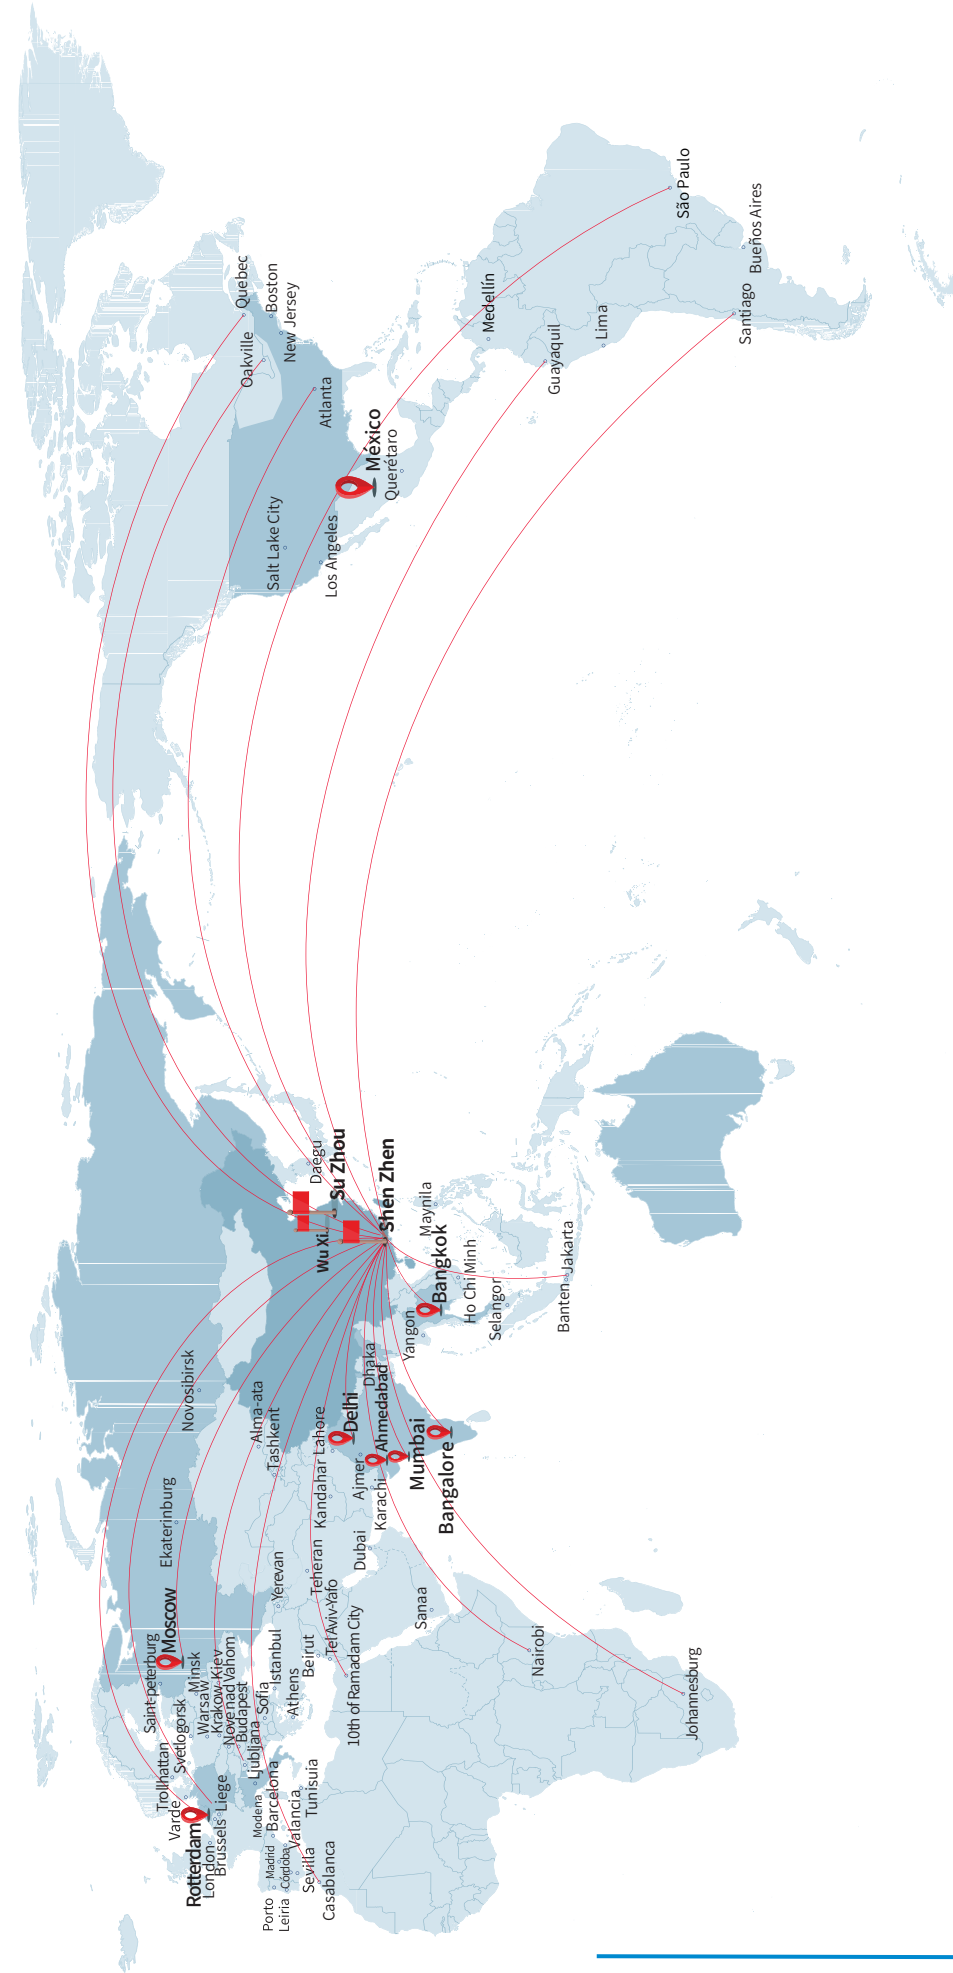 Rotterdam
London
Brussels
Liege
Varde
Trollhattan
Svetlogorsk
Saint-peterburg
Moscow
Minsk
Warsaw
Krakow
Kiev
Nove nad Vahom
Budapest
Ljubljana
Sofia
Istanbul
Athens
Modena
Barcelona
Madrid
Córdoba
Valancia
Porto
Leiria
Sevilla
Casablanca
Tunisuia
Ekaterinburg
Novosibirsk
Yerevan
Beirut
Tel Aviv-Yafo
10th of Ramadam City
Teheran
Dubai
Sanaa
Alma-ata
Tashkent
Kandahar
Lahore
Ajmer
Karachi
Delhi
Ahmedabad
Mumbai
Bangalore
Dhaka
Yangon
Bangkok
Ho Chi Minh
Selangor
Banten
Jakarta
Maynila
Wu Xi
Su Zhou
Shen Zhen
Daegu
Nairobi
Johannesburg
Quebec
Oakville
Boston
New Jersey
Atlanta
Salt Lake City
Los Angeles
México
Querétaro
Medellín
Guayaquil
Lima
São Paulo
Santiago
Bueños Aires